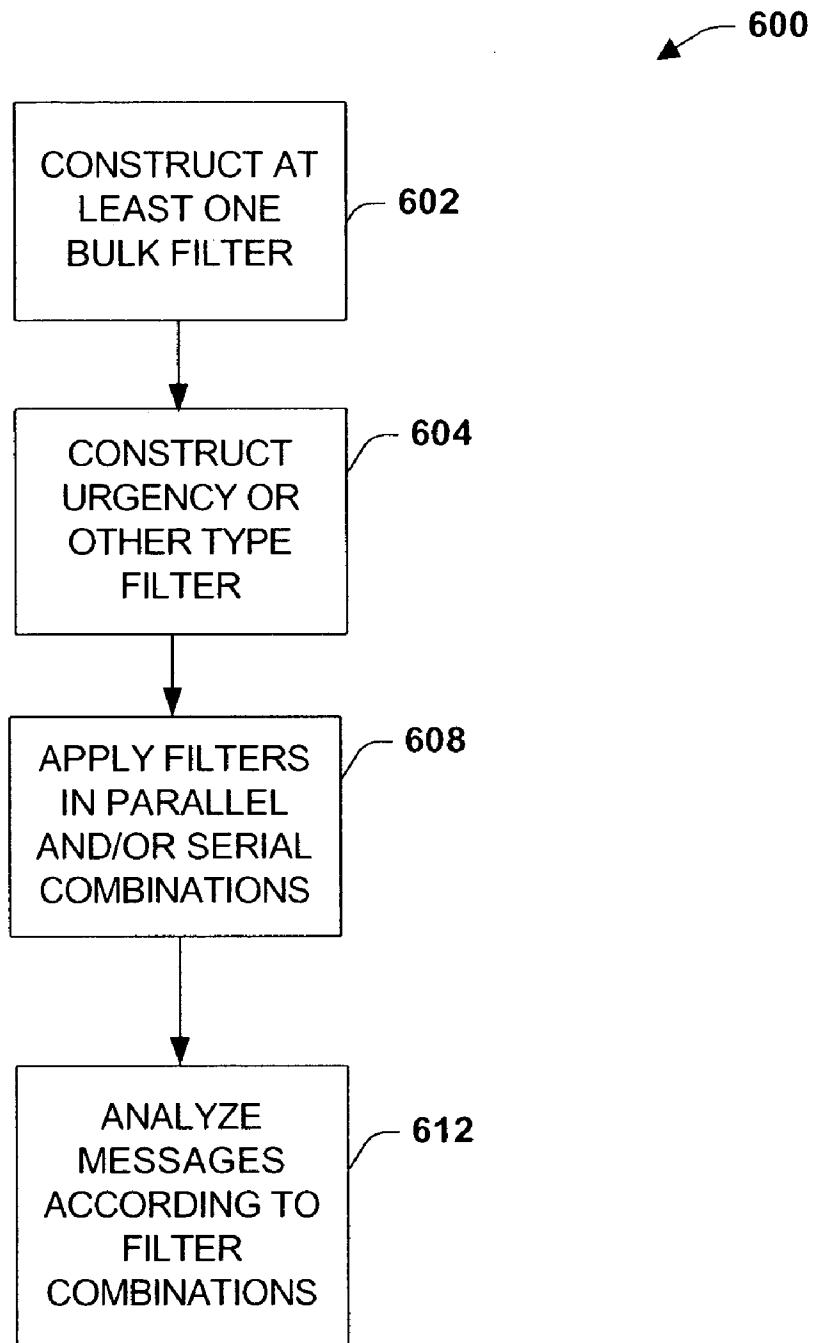 600
CONSTRUCT AT
LEAST ONE
BULK FILTER
602
CONSTRUCT
URGENCY OR
OTHER TYPE
FILTER
604
APPLY FILTERS
IN PARALLEL
AND/OR SERIAL
COMBINATIONS
608
ANALYZE
MESSAGES
ACCORDING TO
FILTER
COMBINATIONS
612